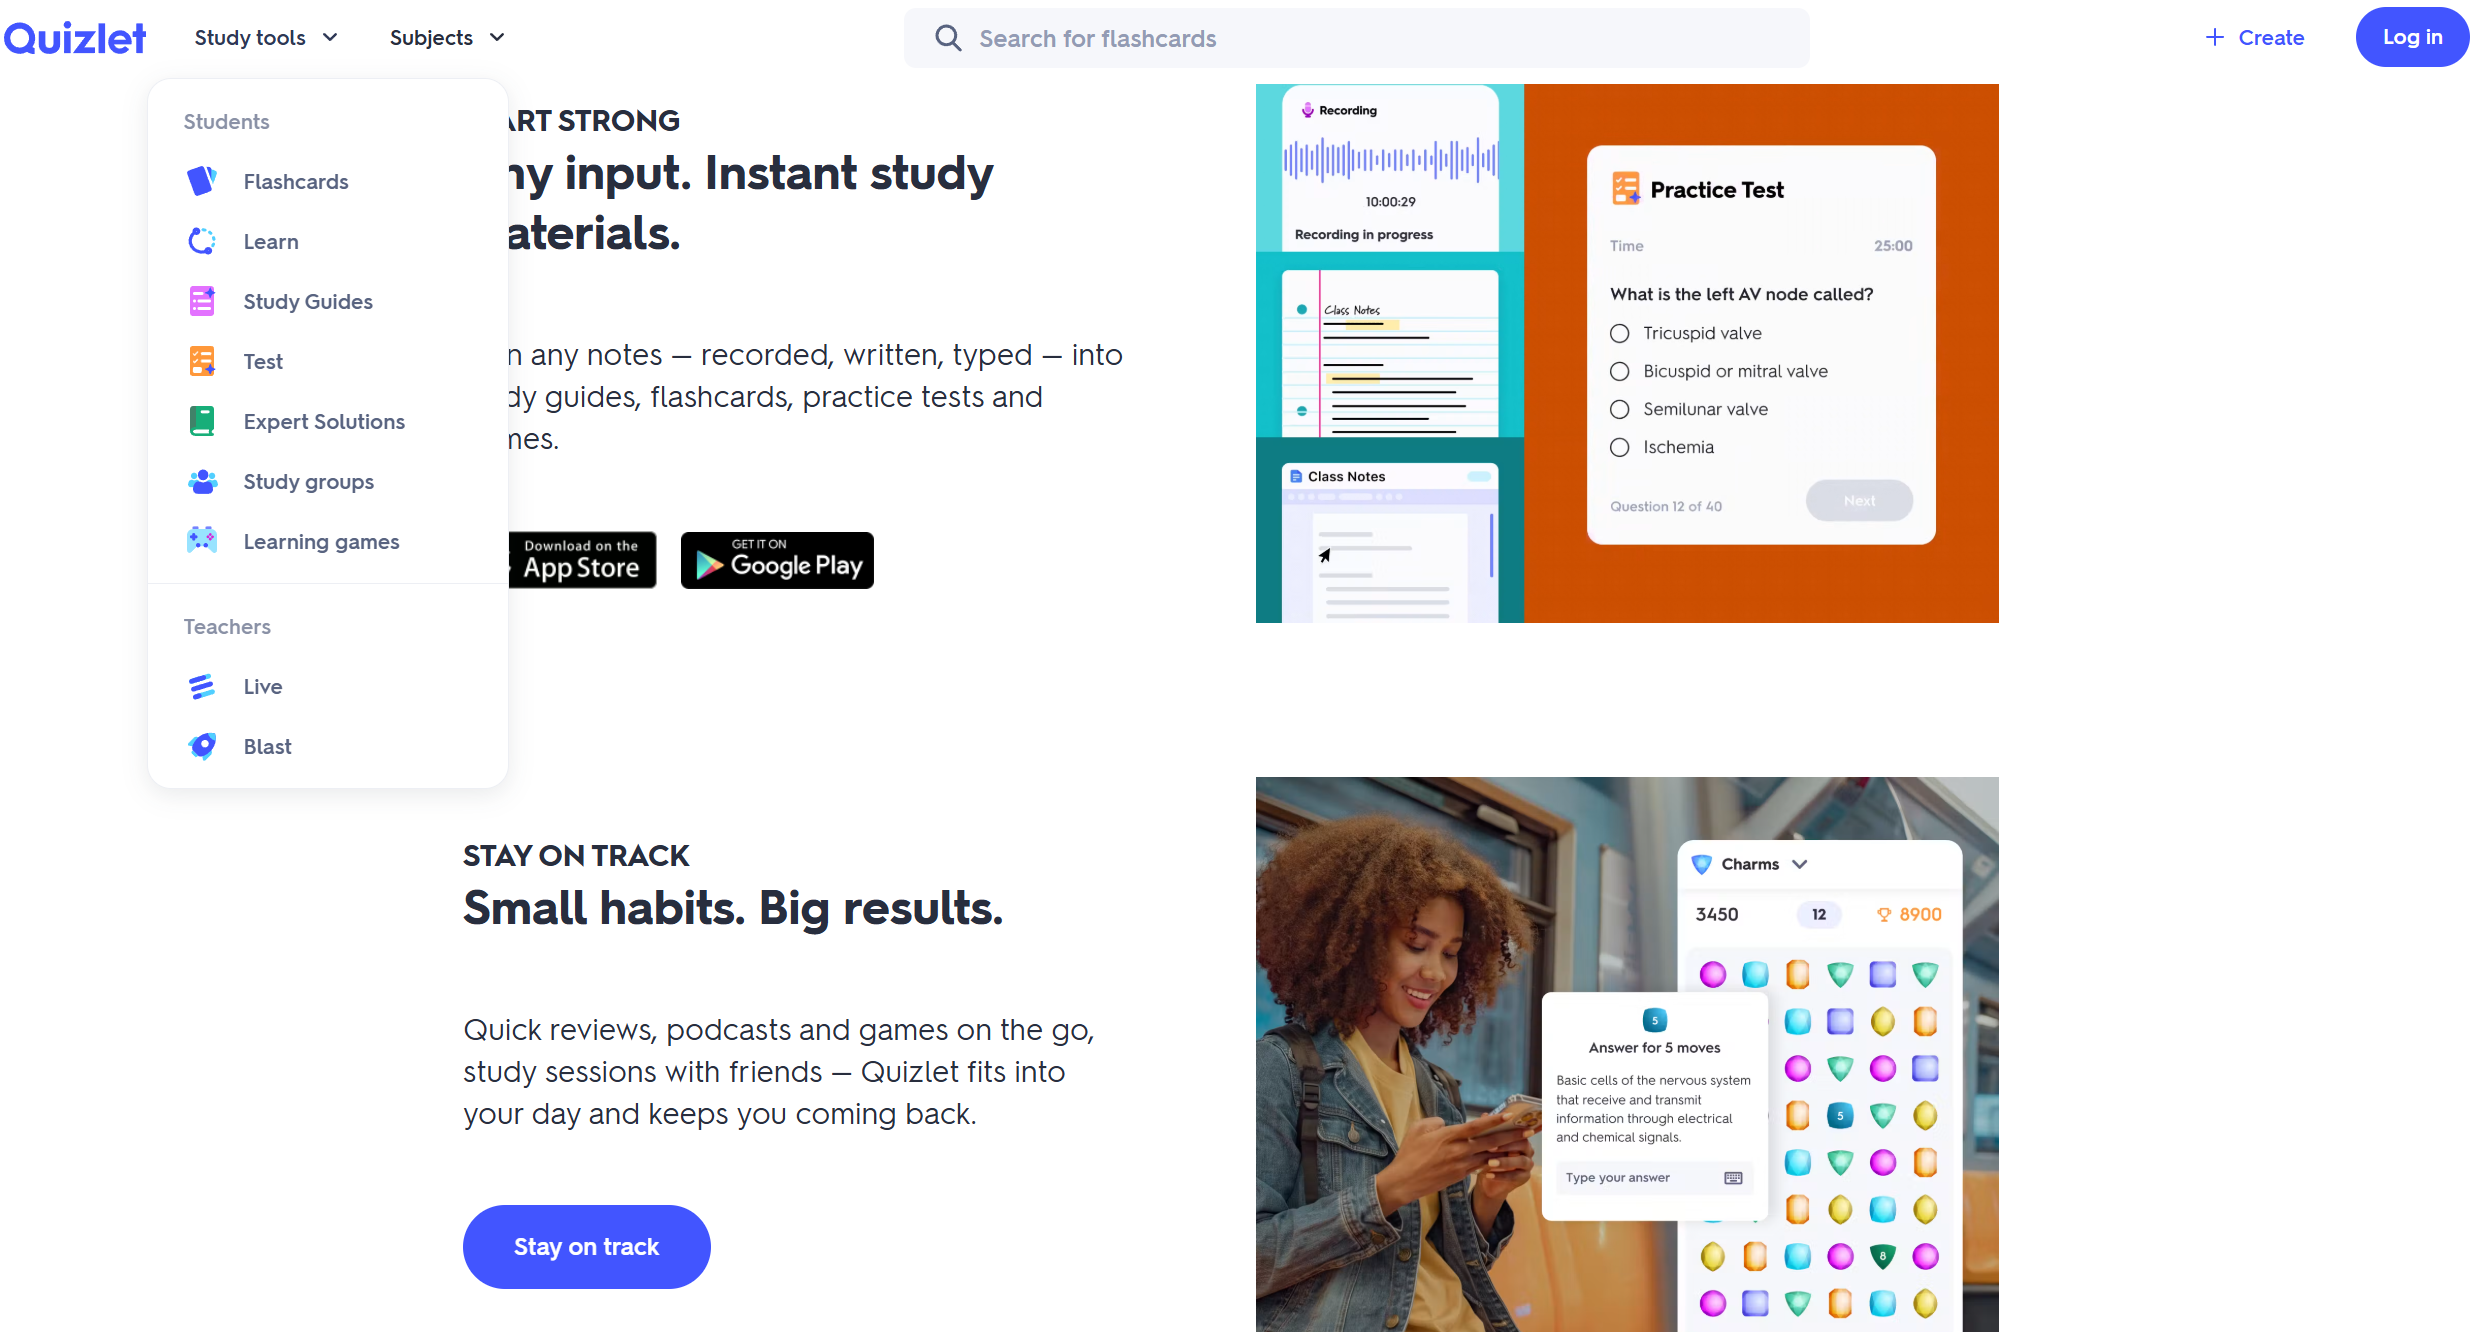 Quizlet
Study tools
Subjects
Search for flashcards
+ Create
Log in
Students
Flashcards
Learn
Study Guides
Test
Expert Solutions
Study groups
Learning games
Teachers
Live
Blast
ART STRONG
ny input. Instant study
aterials.
n any notes — recorded, written, typed — into
dy guides, flashcards, practice tests and
mes.
Download on the
App Store
GET IT ON
Google Play
Recording
10:00:29
Recording in progress
Class Notes
Class Notes
Practice Test
Time 25:00
What is the left AV node called?
Tricuspid valve
Bicuspid or mitral valve
Semilunar valve
Ischemia
Question 12 of 40
Next
STAY ON TRACK
Small habits. Big results.
Quick reviews, podcasts and games on the go,
study sessions with friends — Quizlet fits into
your day and keeps you coming back.
Stay on track
Charms
3450 12 8900
5
Answer for 5 moves
Basic cells of the nervous system
that receive and transmit
information through electrical
and chemical signals.
Type your answer
5
8